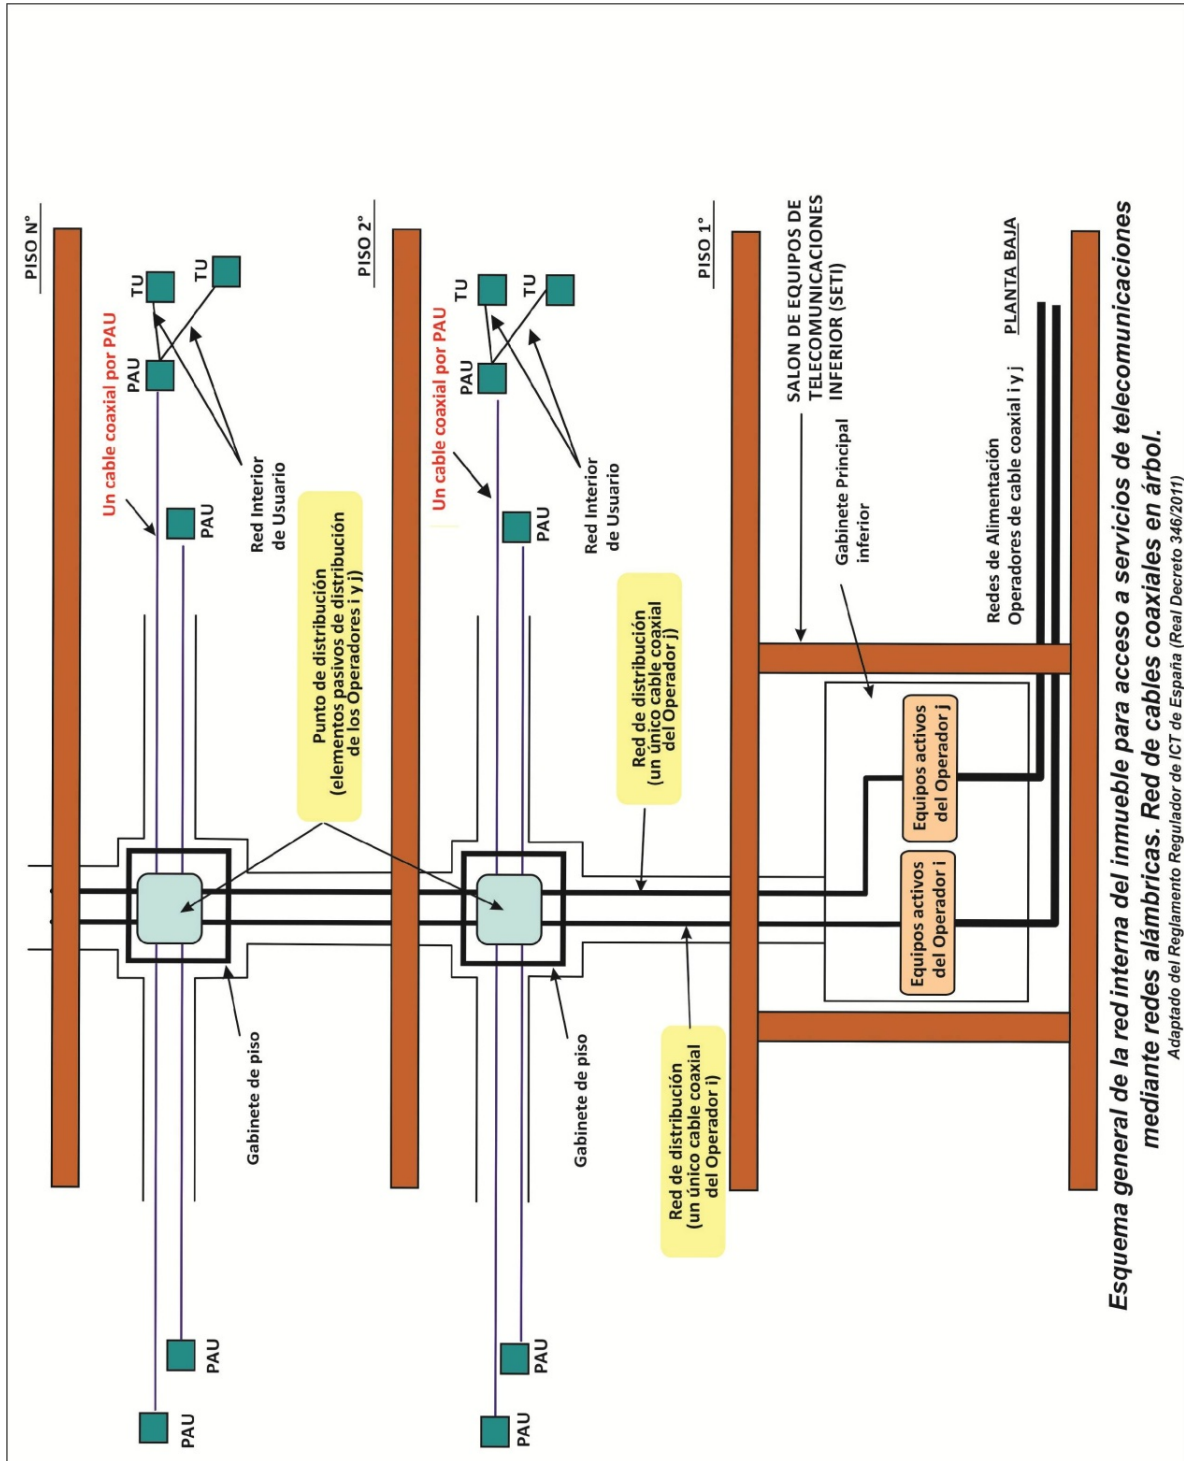 PISO N°
Un cable coaxial por PAU
TU
TU
PAU
PAU
Red Interior
de Usuario
Punto de distribución
(elementos pasivos de distribución
de los Operadores i y j)
Gabinete de piso
PAU
PAU
PISO 2°
Un cable coaxial por PAU
TU
TU
PAU
PAU
Red Interior
de Usuario
Gabinete de piso
PAU
PAU
Red de distribución
(un único cable coaxial
del Operador j)
Red de distribución
(un único cable coaxial
del Operador i)
PISO 1°
SALON DE EQUIPOS DE
TELECOMUNICACIONES
INFERIOR (SETI)
Gabinete Principal
inferior
Equipos activos
del Operador i
Equipos activos
del Operador j
Redes de Alimentación
Operadores de cable coaxial i y j
PLANTA BAJA
Esquema general de la red interna del inmueble para acceso a servicios de telecomunicaciones
mediante redes alámbricas. Red de cables coaxiales en árbol.
Adaptado del Reglamento Regulador de ICT de España (Real Decreto 346/2011)